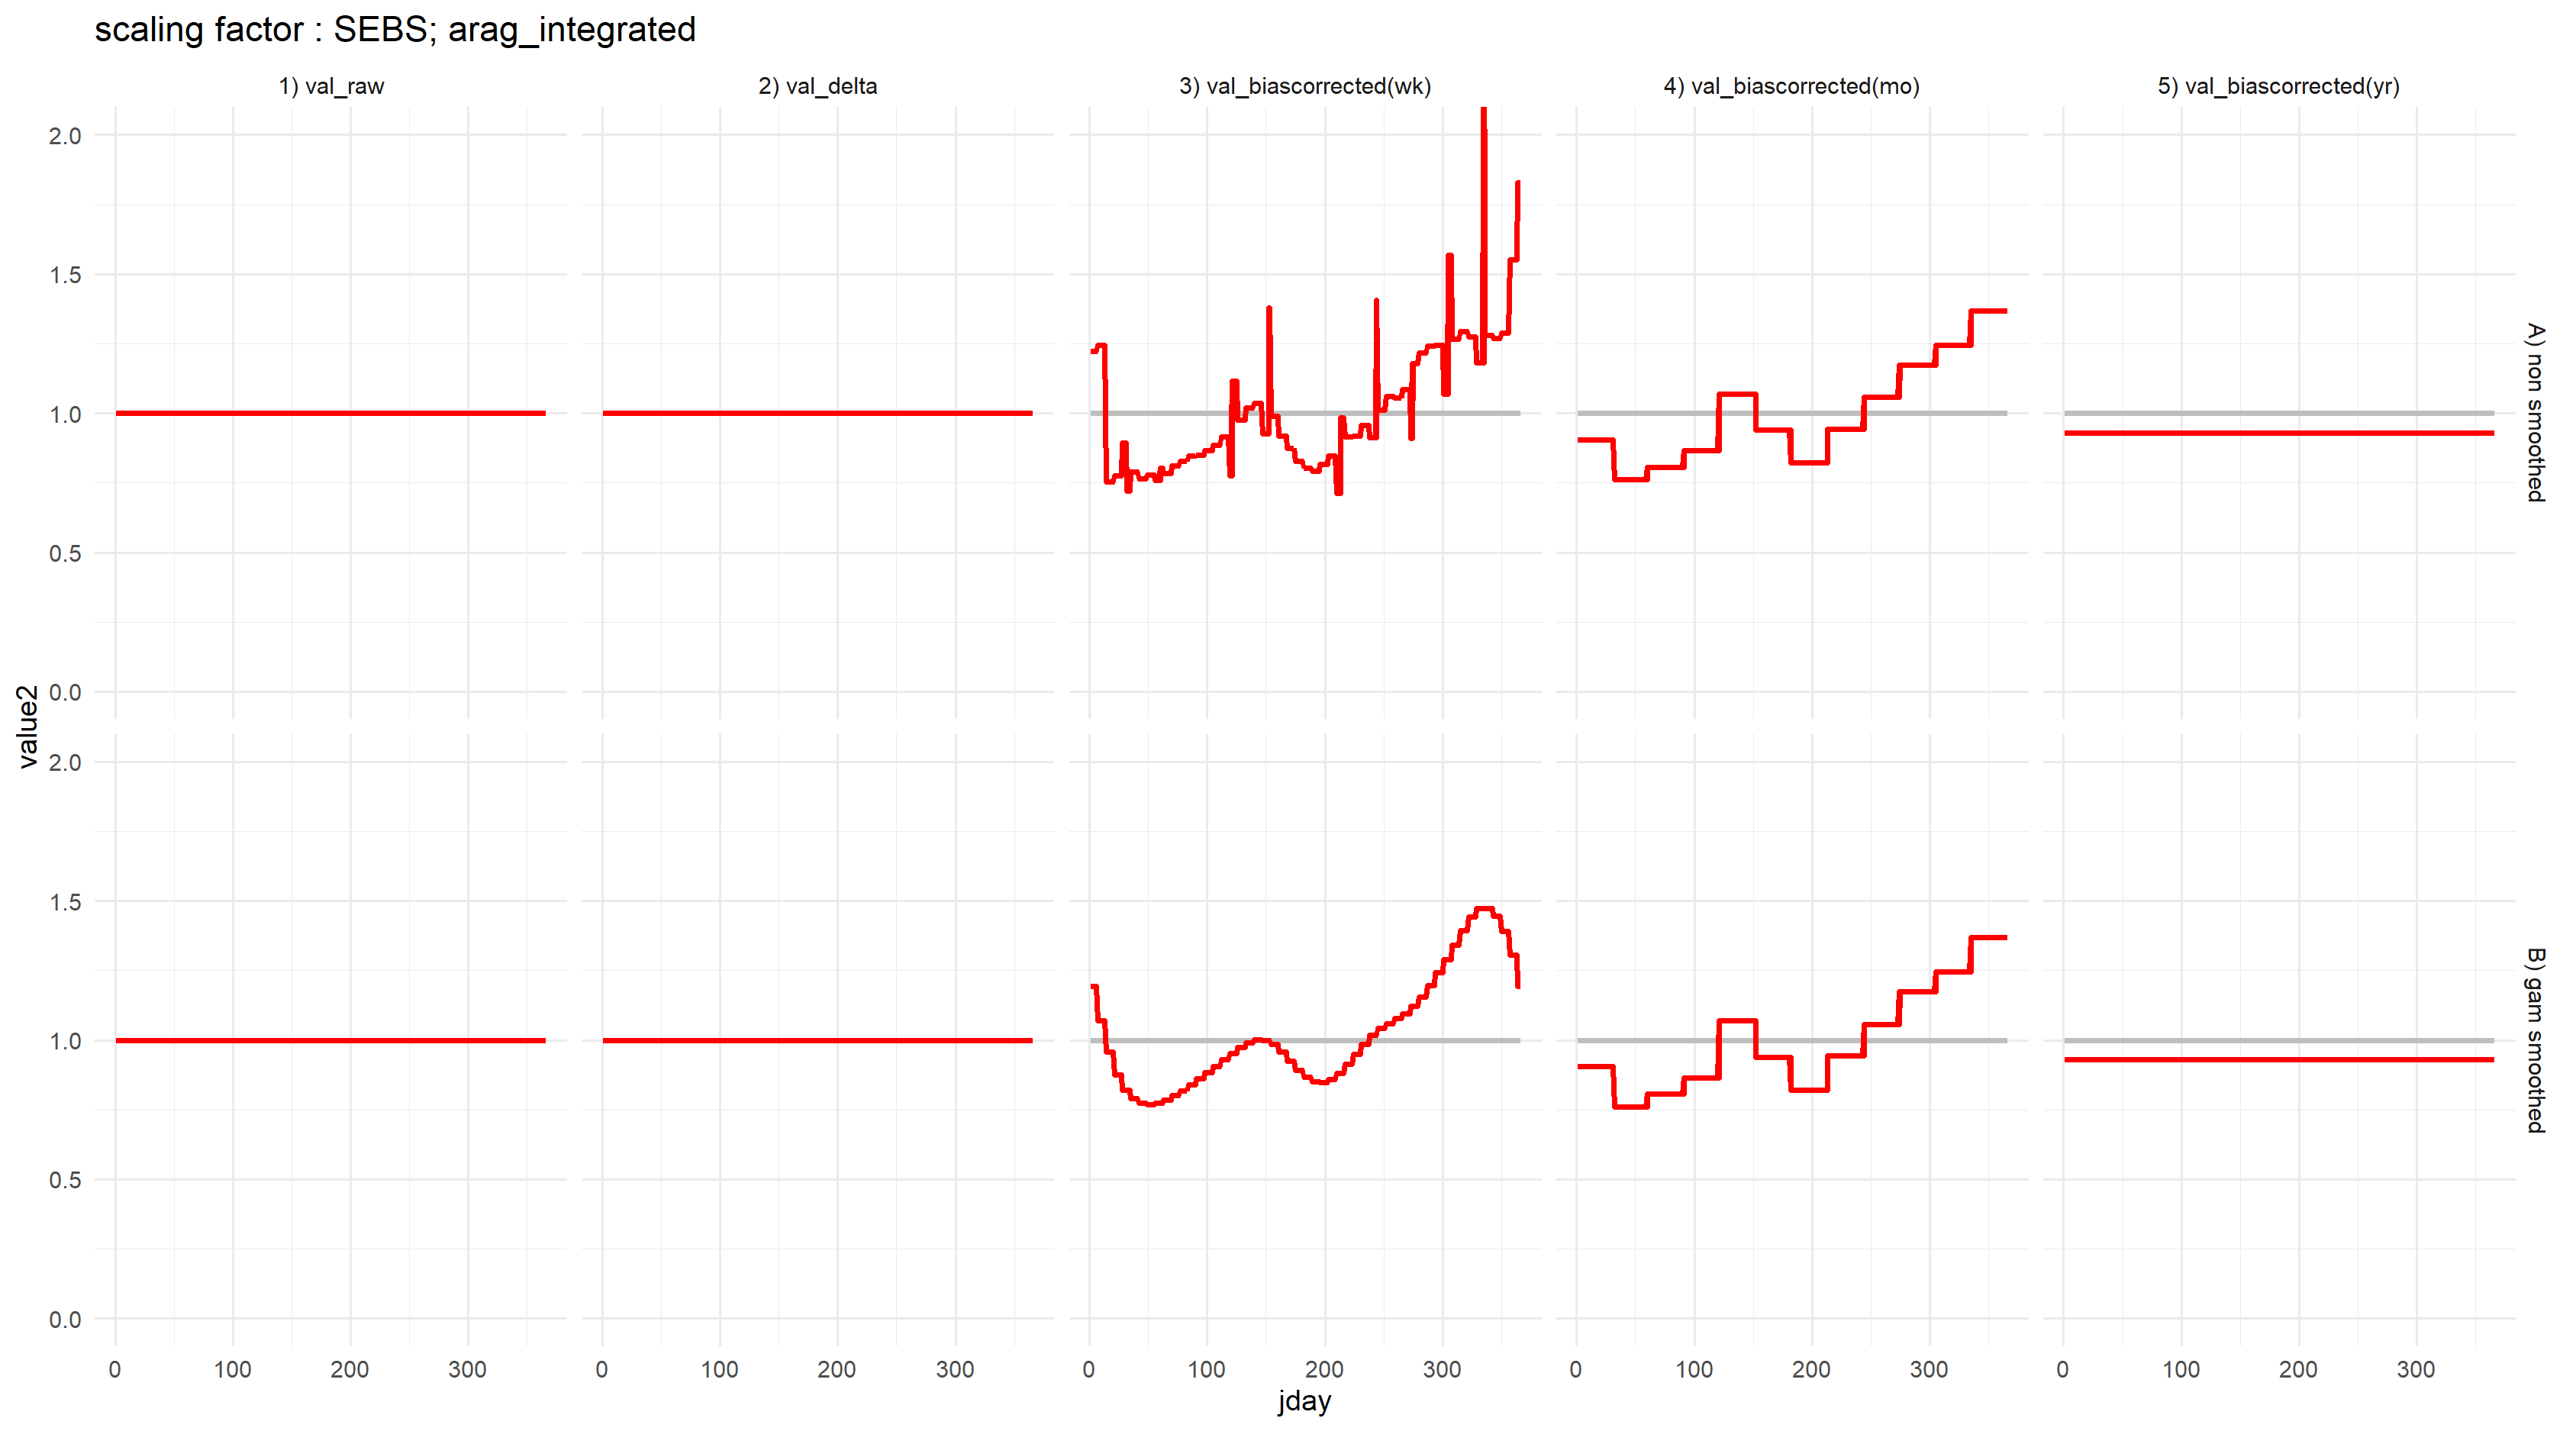 scaling factor : SEBS; arag_integrated
1) val_raw
2) val_delta
3) val_biascorrected(wk)
4) val_biascorrected(mo)
5) val_biascorrected(yr)
2.0
1.5
1.0
0.5
0.0
A) non smoothed
value2
2.0
1.5
1.0
0.5
0.0
B) gam smoothed
0 100 200 300
0 100 200 300
0 100 200 300
0 100 200 300
0 100 200 300
jday